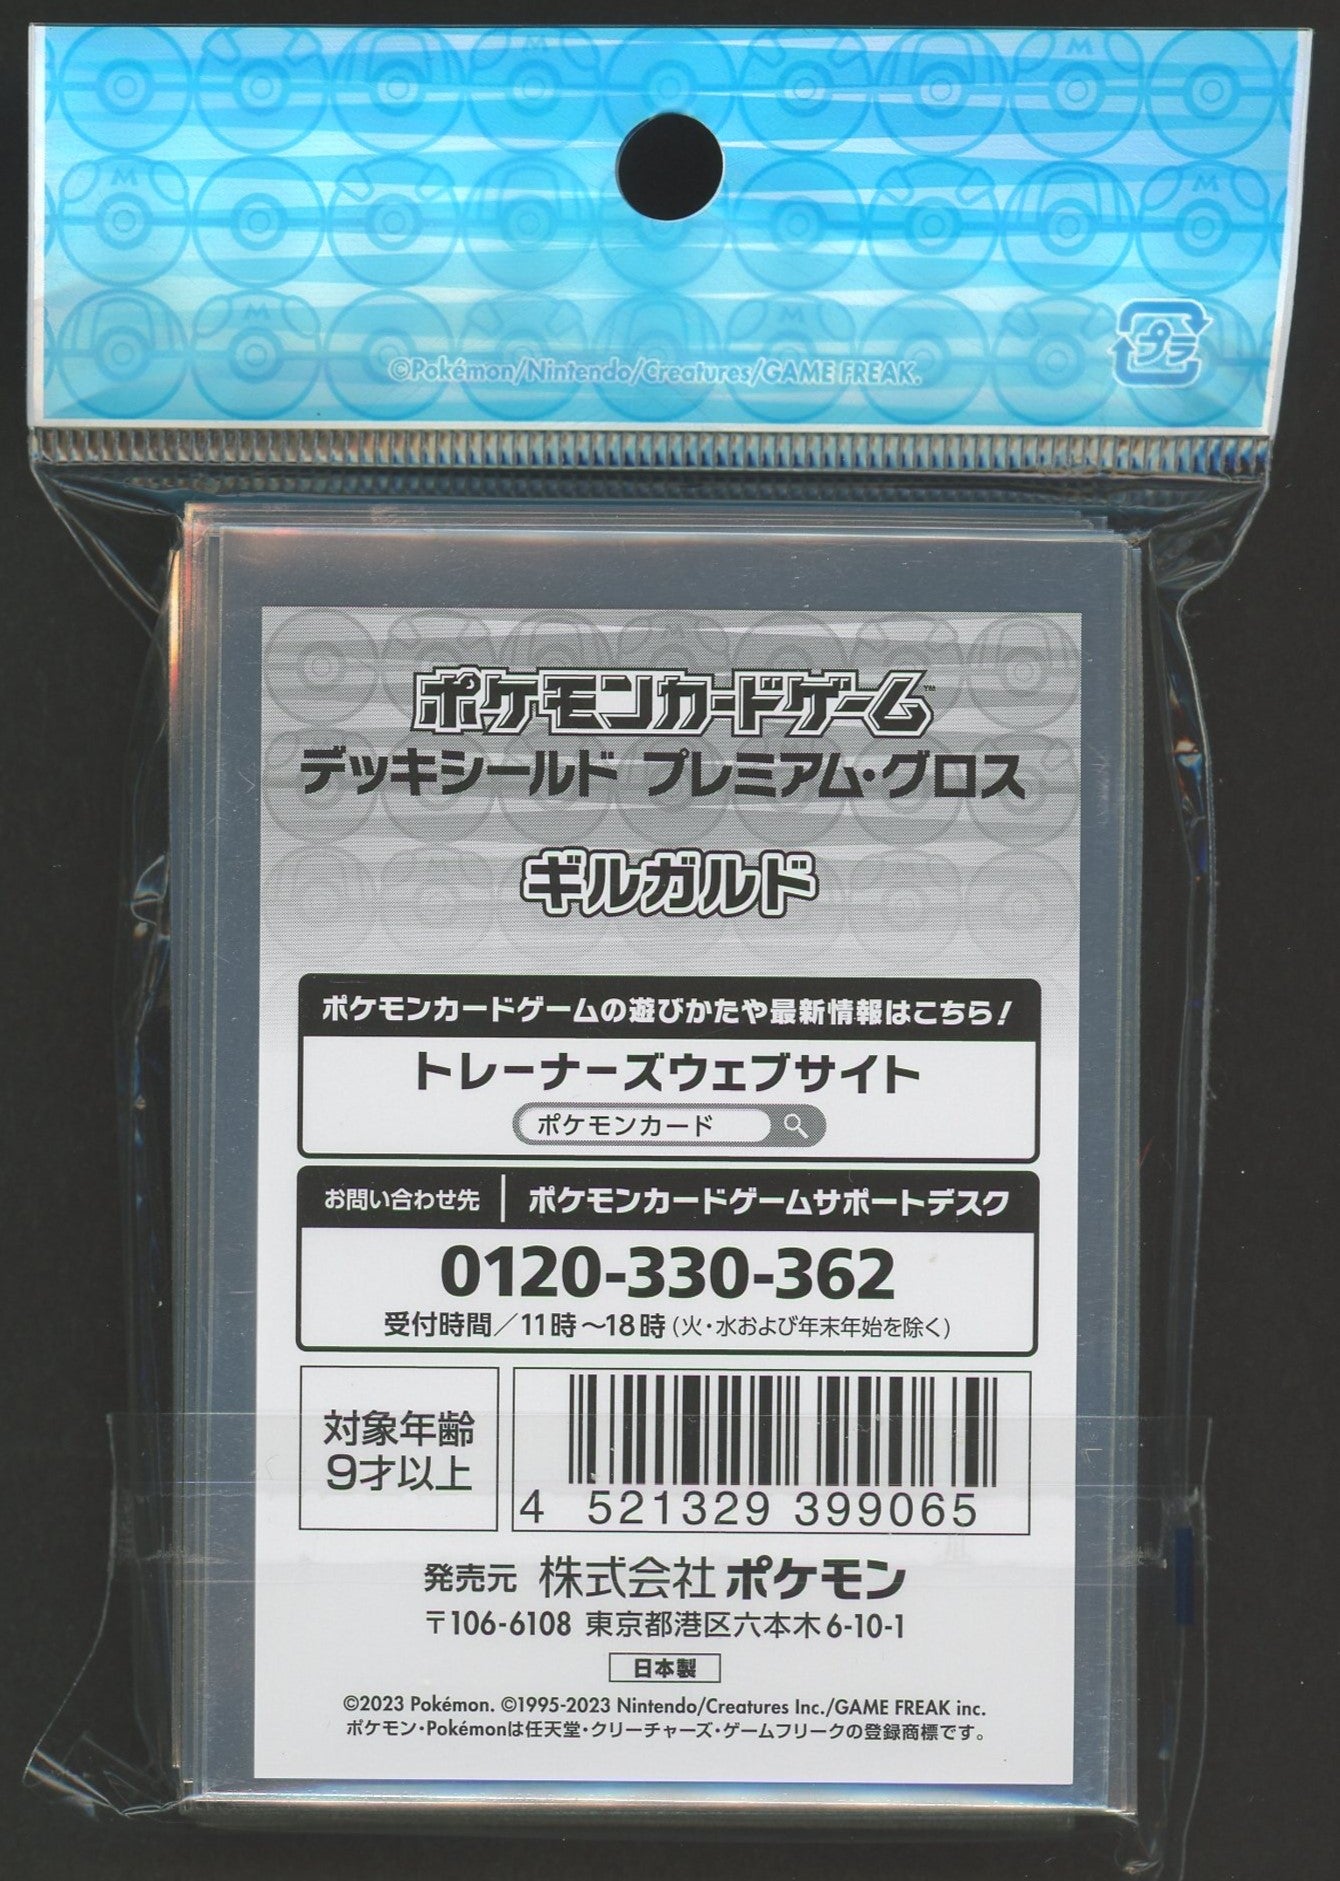 ©Pokémon/Nintendo/Creatures/GAME FREAK.
プラ
ポケモンカードゲーム™
デッキシールド プレミアム・グロス
ギルガルド
ポケモンカードゲームの遊びかたや最新情報はこちら!
トレーナーズウェブサイト
ポケモンカード
お問い合わせ先 | ポケモンカードゲームサポートデスク
0120-330-362
受付時間/11時〜18時(火・水および年末年始を除く)
対象年齢
9才以上
4 521329 399065
発売元 株式会社ポケモン
〒106-6108 東京都港区六本木6-10-1
日本製
©2023 Pokémon. ©1995-2023 Nintendo/Creatures Inc./GAME FREAK inc.
ポケモン・Pokémonは任天堂・クリーチャーズ・ゲームフリークの登録商標です。